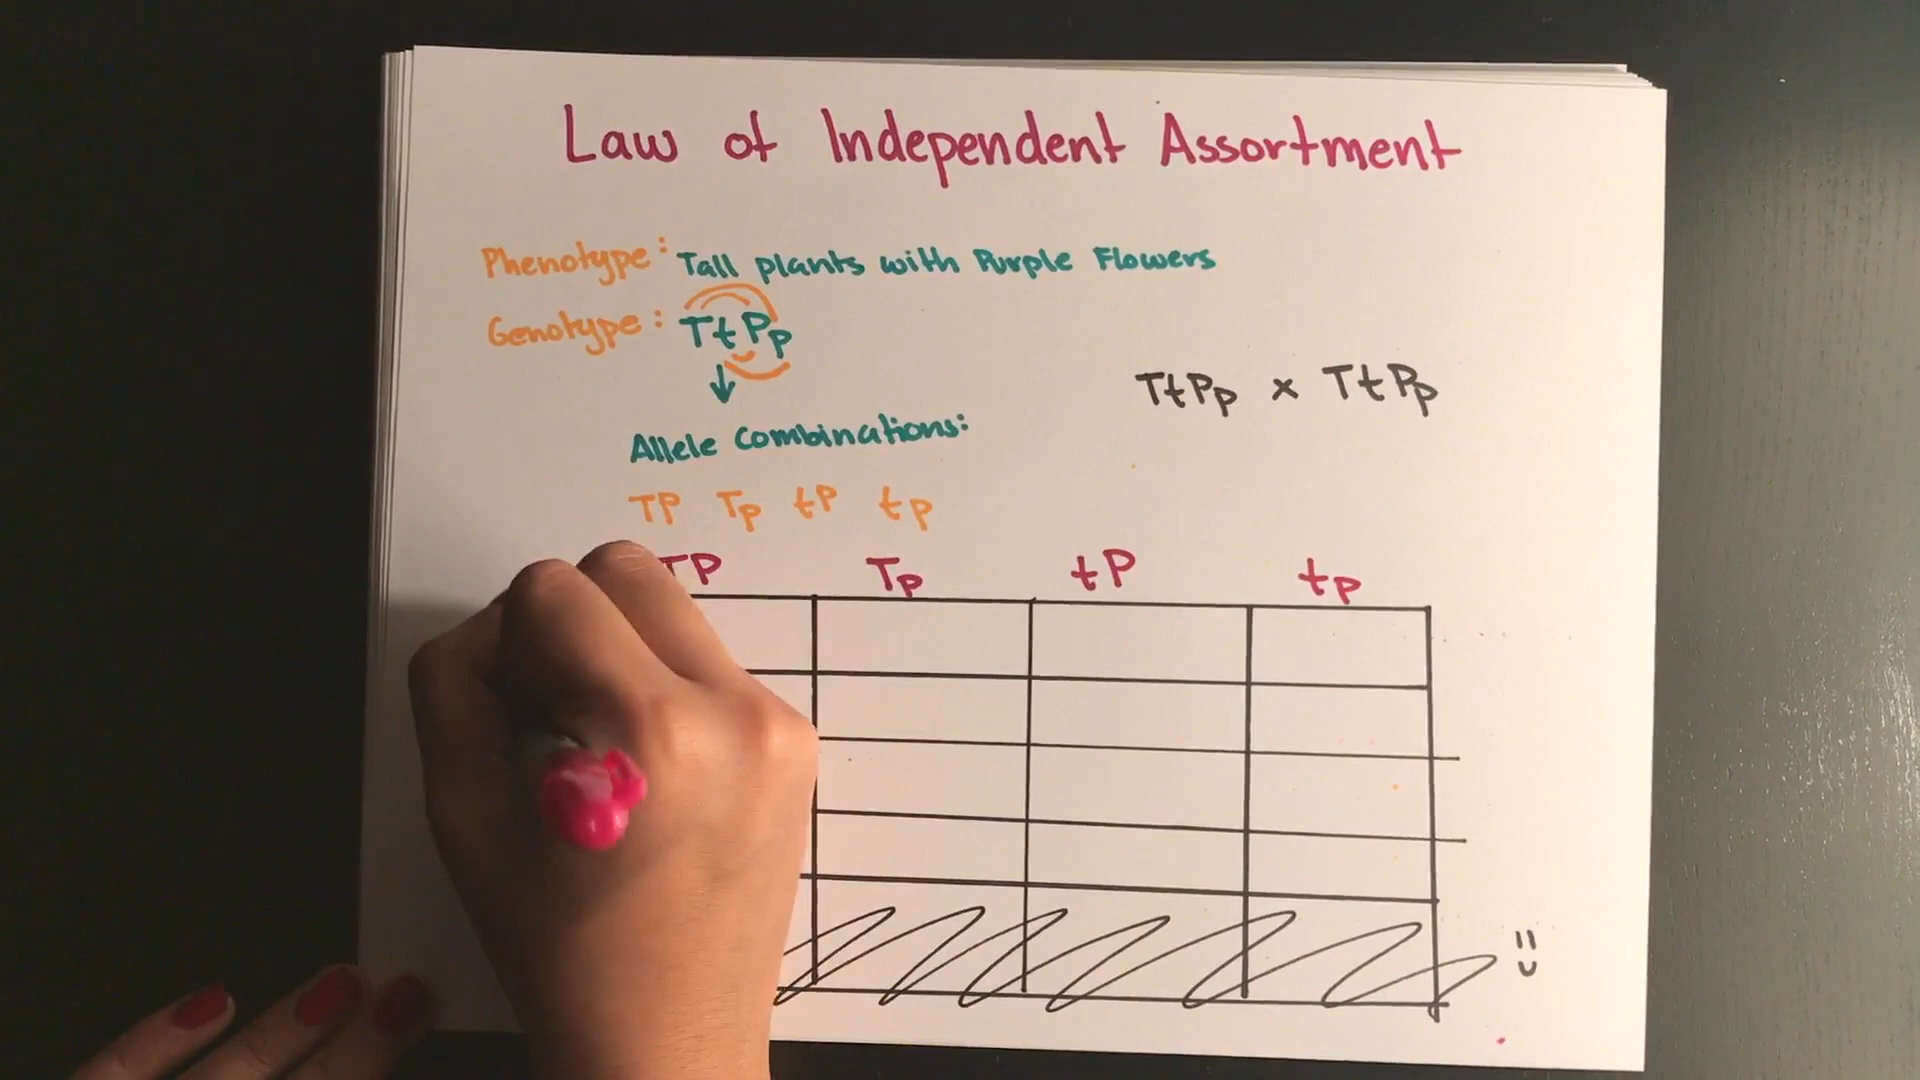 Law of Independent Assortment
Phenotype: Tall plants with Purple Flowers
Genotype: TtPp
TtPp x TtPp
Allele Combinations:
TP Tp tP tp
TP Tp tP tp